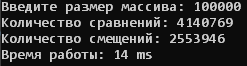 Введите размер массива: 100000
Количество сравнений: 4140769
Количество смещений: 2553946
Время работы: 14 ms